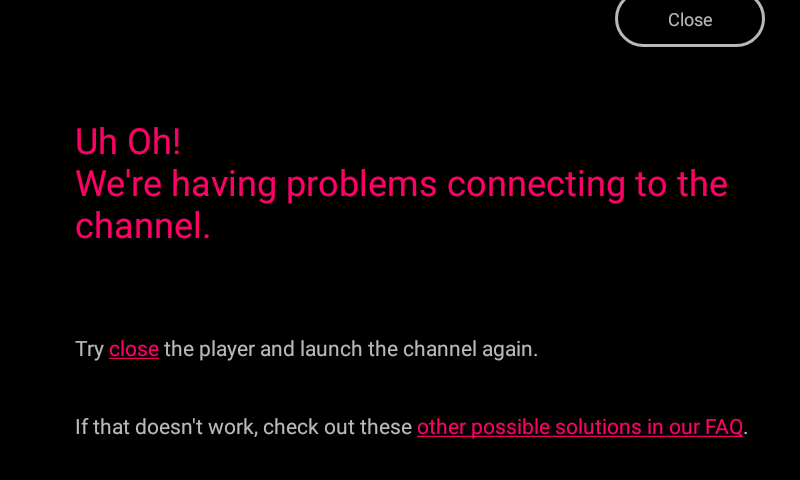 Close
Uh Oh!
We're having problems connecting to the
channel.
Try close the player and launch the channel again.
If that doesn't work, check out these other possible solutions in our FAQ.